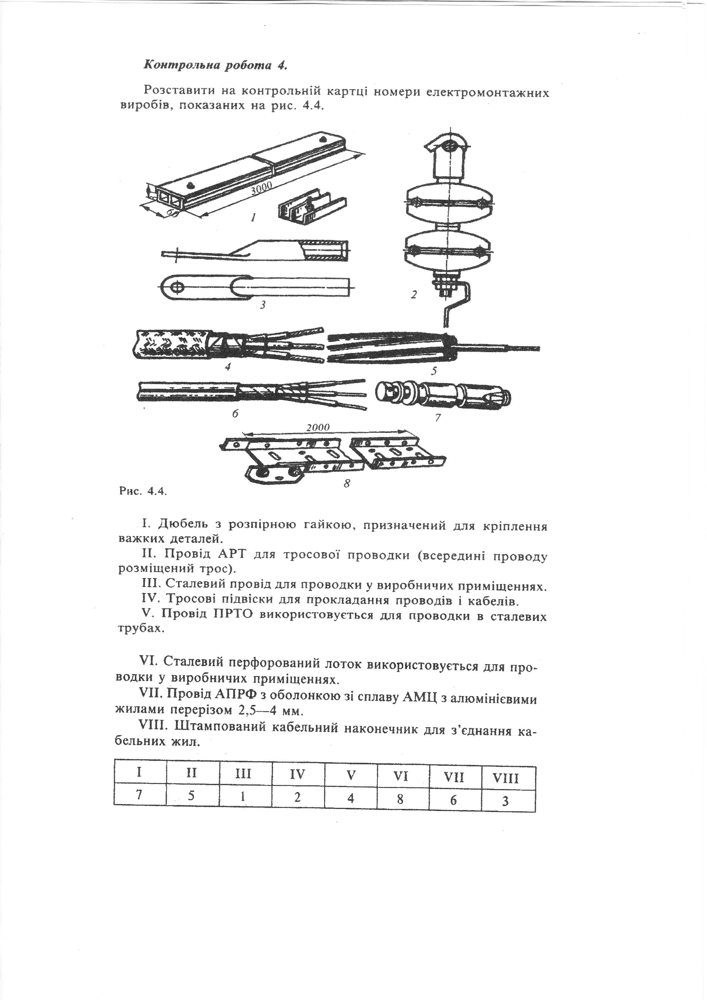 Контрольна робота 4.
Розставити на контрольній картці номери електромонтажних
виробів, показаних на рис. 4.4.
3000
1
2
3
4
5
6
7
2000
8
Рис. 4.4.
I. Дюбель з розпірною гайкою, призначений для кріплення
важких деталей.
II. Провід АРТ для тросової проводки (всередині проводу
розміщений трос).
III. Сталевий провід для проводки у виробничих приміщеннях.
IV. Тросові підвіски для прокладання проводів і кабелів.
V. Провід ПРТО використовується для проводки в сталевих
трубах.
VI. Сталевий перфорований лоток використовується для про-
водки у виробничих приміщеннях.
VII. Провід АПРФ з оболонкою зі сплаву АМЦ з алюмінієвими
жилами перерізом 2,5—4 мм.
VIII. Штампований кабельний наконечник для з’єднання ка-
бельних жил.
I II III IV V VI VII VIII
7 5 1 2 4 8 6 3